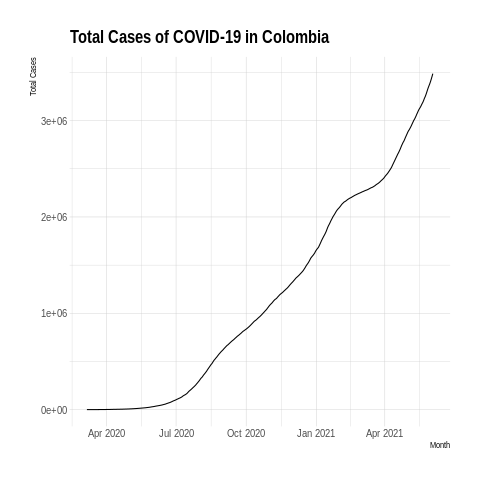 Total Cases of COVID-19 in Colombia
Total Cases
3e+06
2e+06
1e+06
0e+00
Apr 2020 Jul 2020 Oct 2020 Jan 2021 Apr 2021
Month